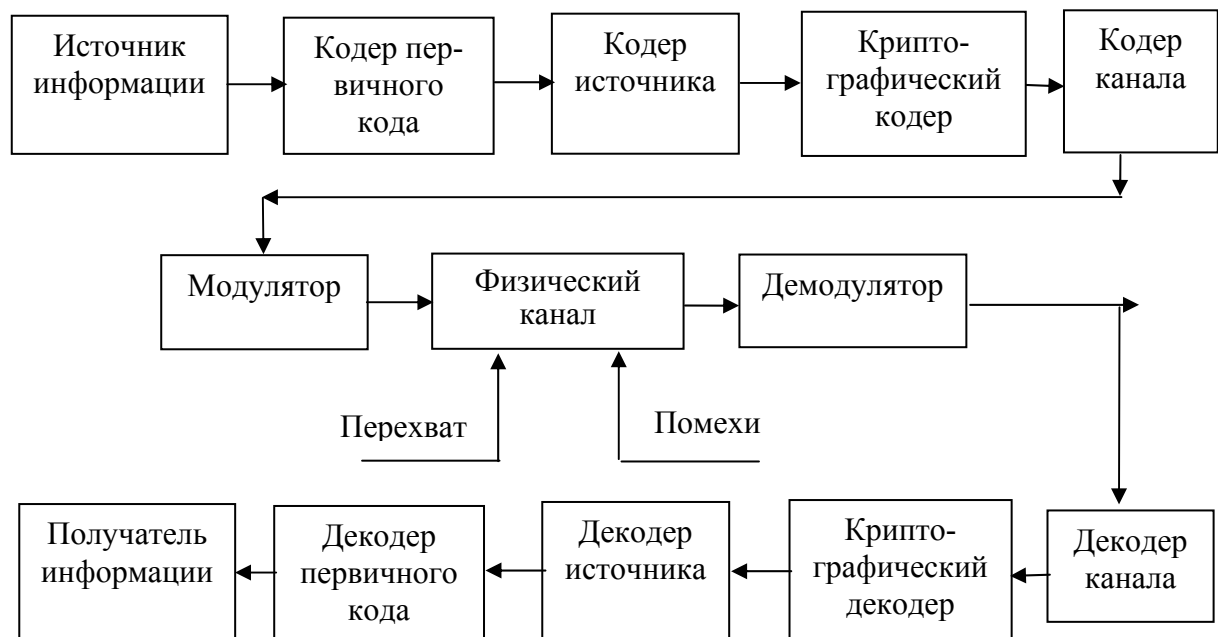 Источник
информации
Кодер пер-
вичного
кода
Кодер
источника
Крипто-
графический
кодер
Кодер
канала
Модулятор
Физический
канал
Демодулятор
Перехват
Помехи
Получатель
информации
Декодер
первичного
кода
Декодер
источника
Крипто-
графический
декодер
Декодер
канала